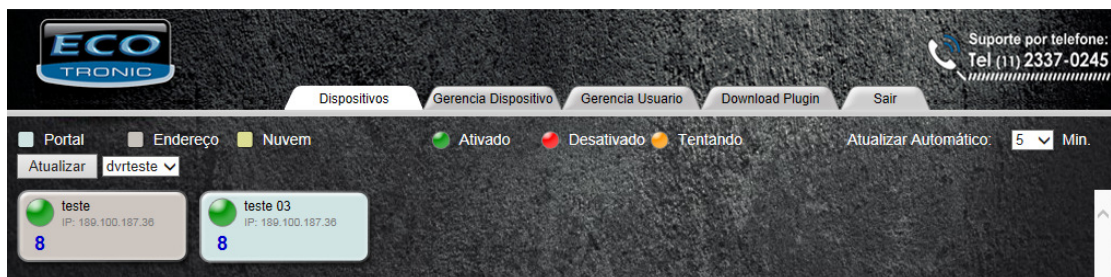 ECO
TRONIC
Suporte por telefone:
Tel (11) 2337-0245
Dispositivos
Gerencia Dispositivo
Gerencia Usuario
Download Plugin
Sair
Portal
Endereço
Nuvem
Ativado
Desativado
Tentando
Atualizar Automático: 5 Min.
Atualizar
dvrteste
teste
IP: 189.100.187.36
8
teste 03
IP: 189.100.187.36
8